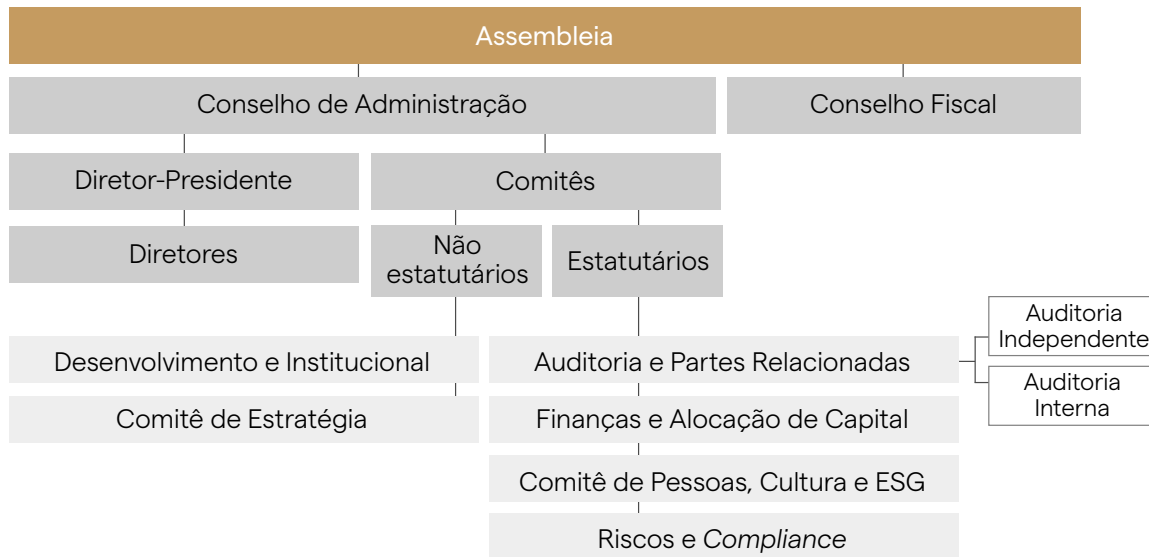 Assembleia
Conselho de Administração
Conselho Fiscal
Diretor-Presidente
Comitês
Diretores
Não
estatutários
Estatutários
Auditoria
Independente
Desenvolvimento e Institucional
Auditoria e Partes Relacionadas
Auditoria
Interna
Comitê de Estratégia
Finanças e Alocação de Capital
Comitê de Pessoas, Cultura e ESG
Riscos e Compliance